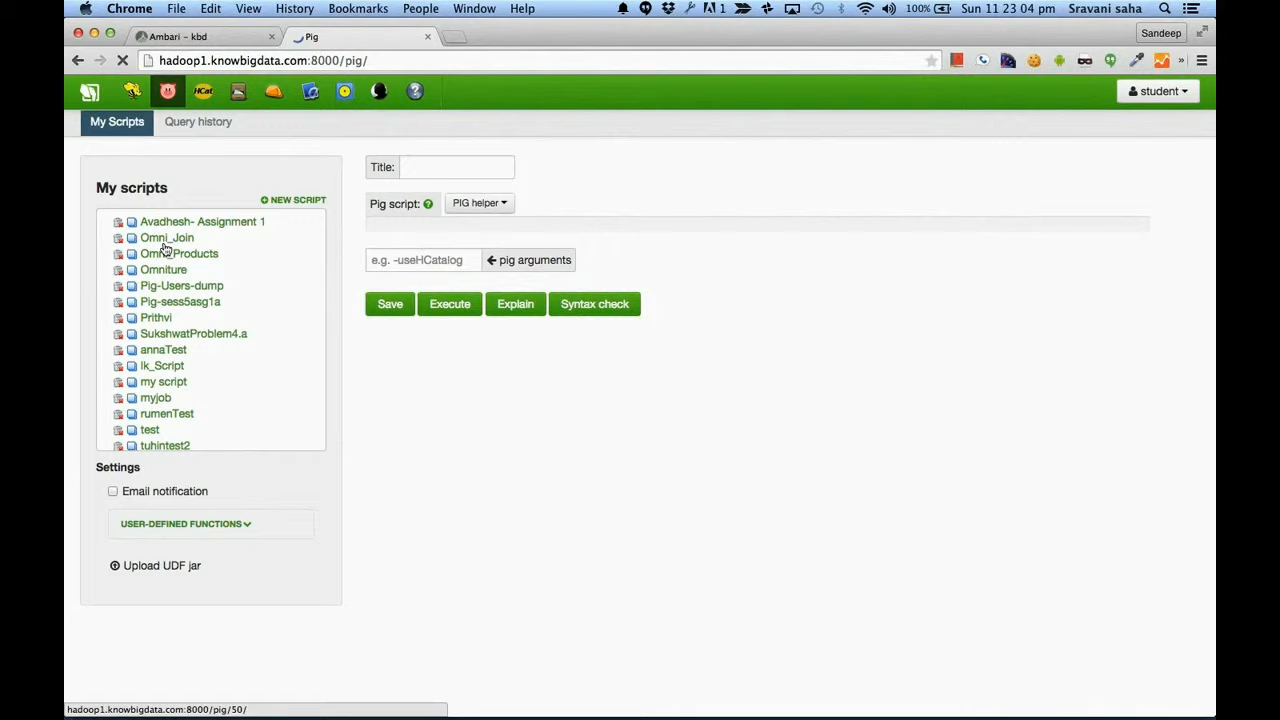 Chrome File Edit View History Bookmarks People Window Help 1 100% Sun 11 23 04 pm Sravani saha
Ambari - kbd × Pig × Sandeep
hadoop1.knowbigdata.com:8000/pig/ »
HCat student
My Scripts Query history
My scripts
NEW SCRIPT
Avadhesh- Assignment 1
Omni_Join
Omni_Products
Omniture
Pig-Users-dump
Pig-sess5asg1a
Prithvi
SukshwatProblem4.a
annaTest
lk_Script
my script
myjob
rumenTest
test
tuhintest2
Settings
Email notification
USER-DEFINED FUNCTIONS
Upload UDF jar
Title:
Pig script: ? PIG helper
e.g. -useHCatalog pig arguments
Save Execute Explain Syntax check
hadoop1.knowbigdata.com:8000/pig/50/